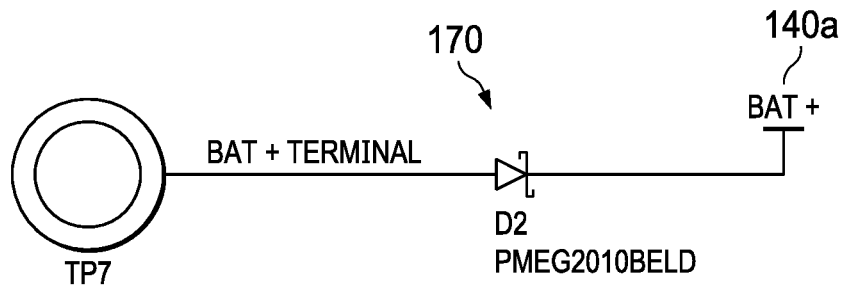 170
140a
BAT +
BAT + TERMINAL
D2
PMEG2010BELD
TP7